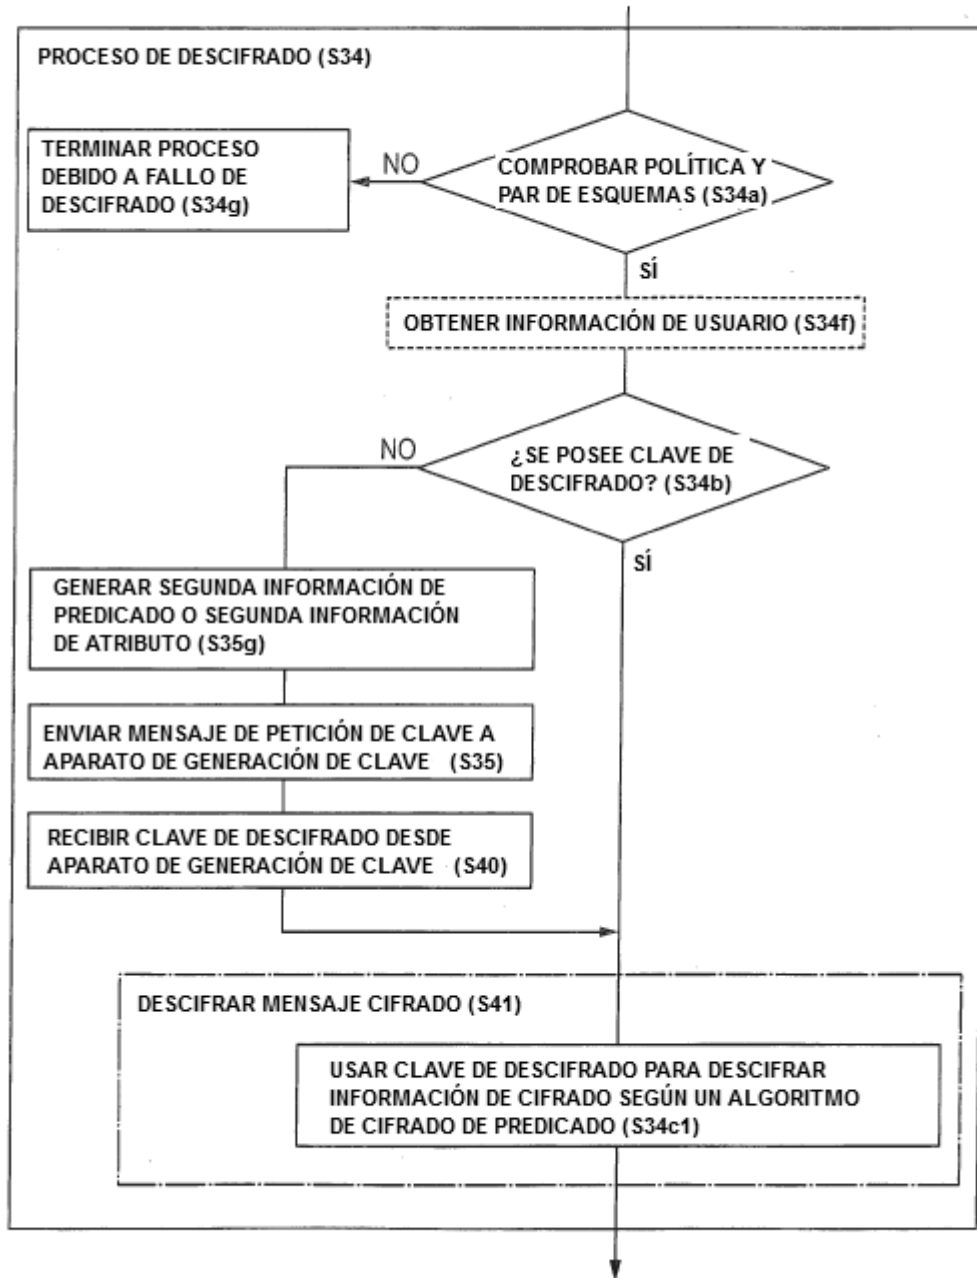 PROCESO DE DESCIFRADO (S34)
TERMINAR PROCESO
DEBIDO A FALLO DE
DESCIFRADO (S34g)
NO
COMPROBAR POLÍTICA Y
PAR DE ESQUEMAS (S34a)
SÍ
OBTENER INFORMACIÓN DE USUARIO (S34f)
NO
¿SE POSEE CLAVE DE
DESCIFRADO? (S34b)
SÍ
GENERAR SEGUNDA INFORMACIÓN DE
PREDICADO O SEGUNDA INFORMACIÓN
DE ATRIBUTO (S35g)
ENVIAR MENSAJE DE PETICIÓN DE CLAVE A
APARATO DE GENERACIÓN DE CLAVE (S35)
RECIBIR CLAVE DE DESCIFRADO DESDE
APARATO DE GENERACIÓN DE CLAVE (S40)
DESCIFRAR MENSAJE CIFRADO (S41)
USAR CLAVE DE DESCIFRADO PARA DESCIFRAR
INFORMACIÓN DE CIFRADO SEGÚN UN ALGORITMO
DE CIFRADO DE PREDICADO (S34c1)